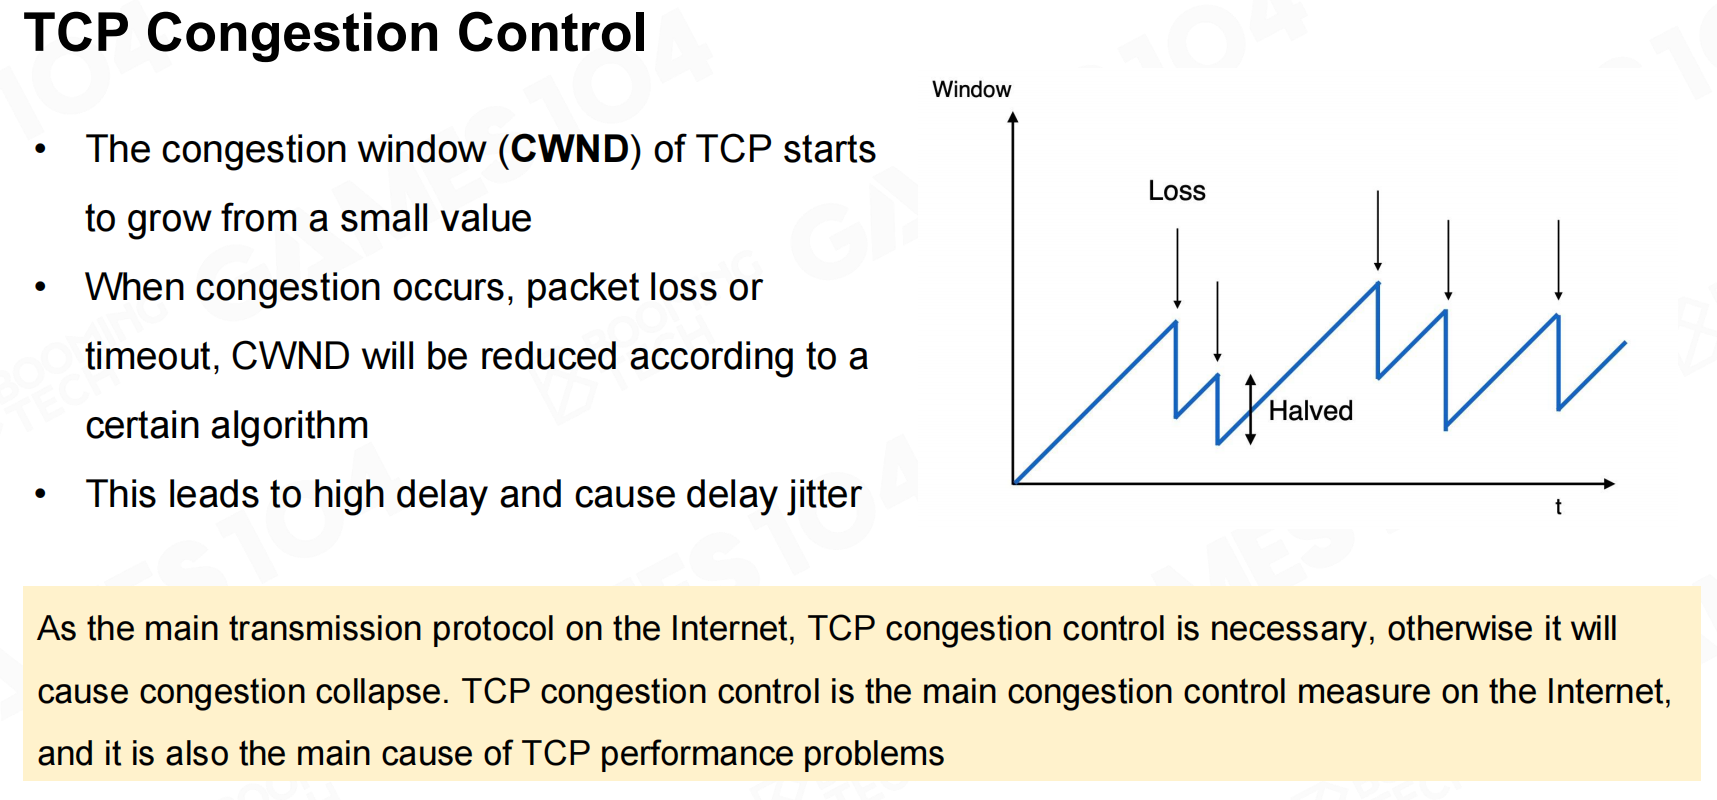 TCP Congestion Control
• The congestion window (CWND) of TCP starts
to grow from a small value
• When congestion occurs, packet loss or
timeout, CWND will be reduced according to a
certain algorithm
• This leads to high delay and cause delay jitter
Window
Loss
Halved
t
As the main transmission protocol on the Internet, TCP congestion control is necessary, otherwise it will
cause congestion collapse. TCP congestion control is the main congestion control measure on the Internet,
and it is also the main cause of TCP performance problems
GAMES104
BOOMING
TECH